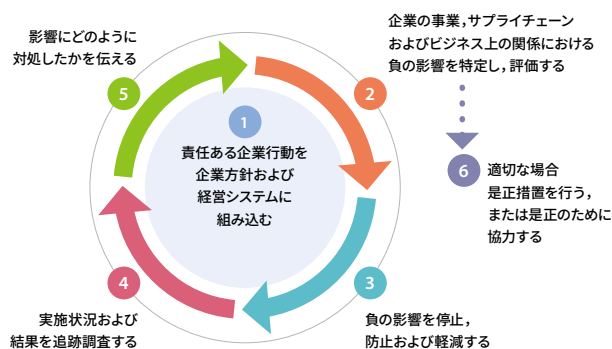 1
責任ある企業行動を
企業方針および
経営システムに
組み込む
2
企業の事業，サプライチェーン
およびビジネス上の関係における
負の影響を特定し，評価する
3
負の影響を停止，
防止および軽減する
4
実施状況および
結果を追跡調査する
5
影響にどのように
対処したかを伝える
6
適切な場合
是正措置を行う，
または是正のために
協力する